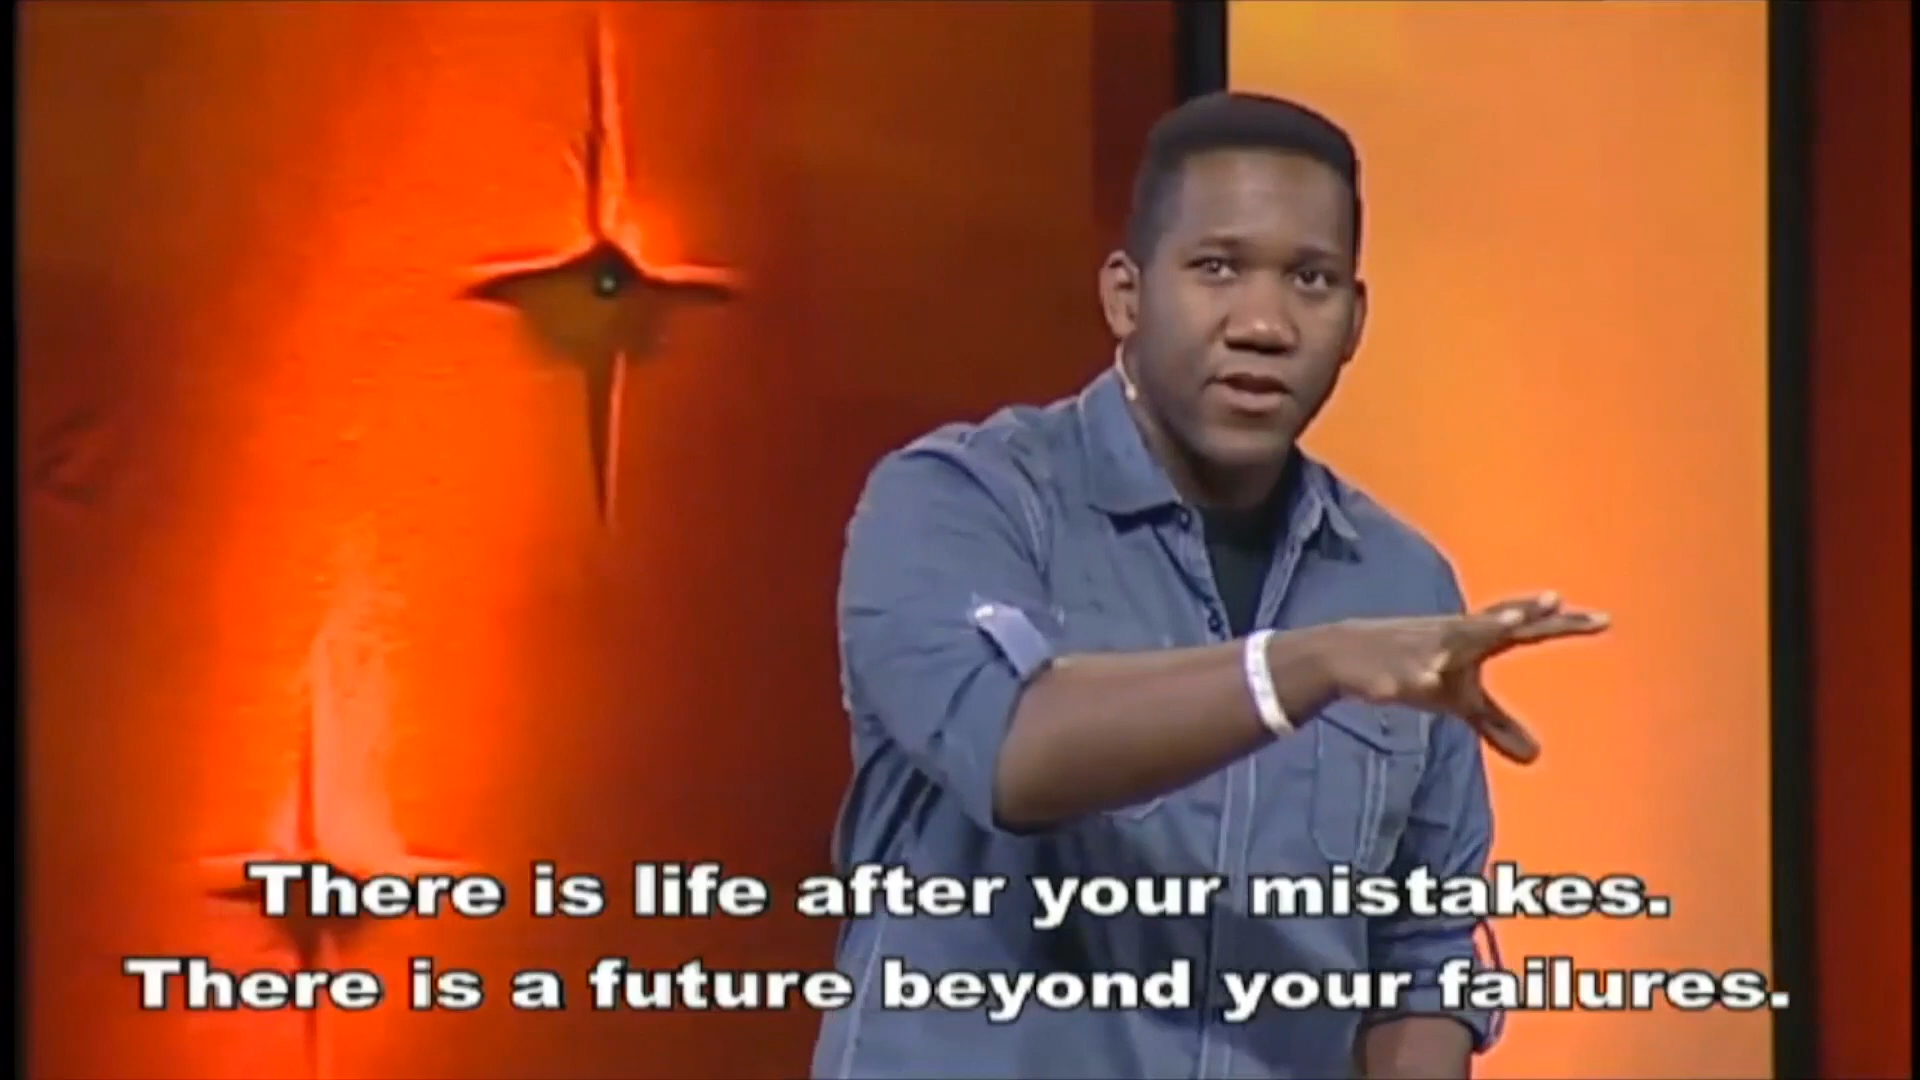 There is life after your mistakes.
There is a future beyond your failures.